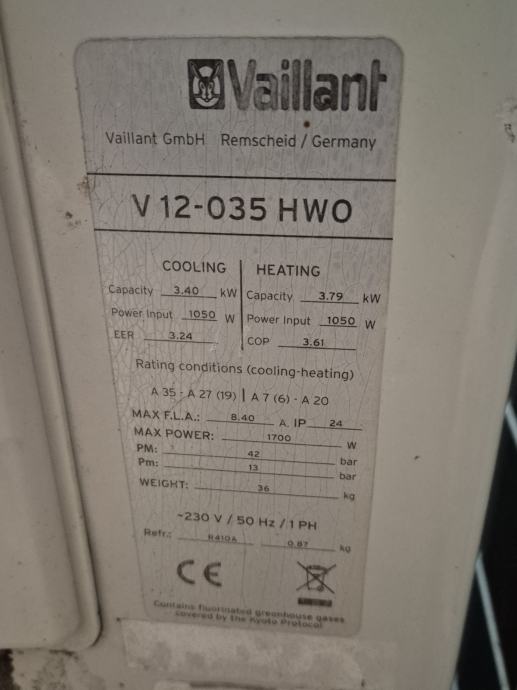 Vaillant
Vaillant GmbH Remscheid / Germany
V 12-035 HWO
COOLING
Capacity 3.40 kW
Power Input 1050 W
EER 3.24
HEATING
Capacity 3.79 kW
Power Input 1050 W
COP 3.61
Rating conditions (cooling-heating)
A 35 - A 27 (19) | A 7 (6) - A 20
MAX F.L.A.: 8.40 A. IP 24
MAX POWER: 1700 W
PM: 42 bar
Pm: 13 bar
WEIGHT: 36 kg
~230 V / 50 Hz / 1 PH
Refr.: R410A 0.87 kg
CE
Contains fluorinated greenhouse gases
covered by the Kyoto Protocol